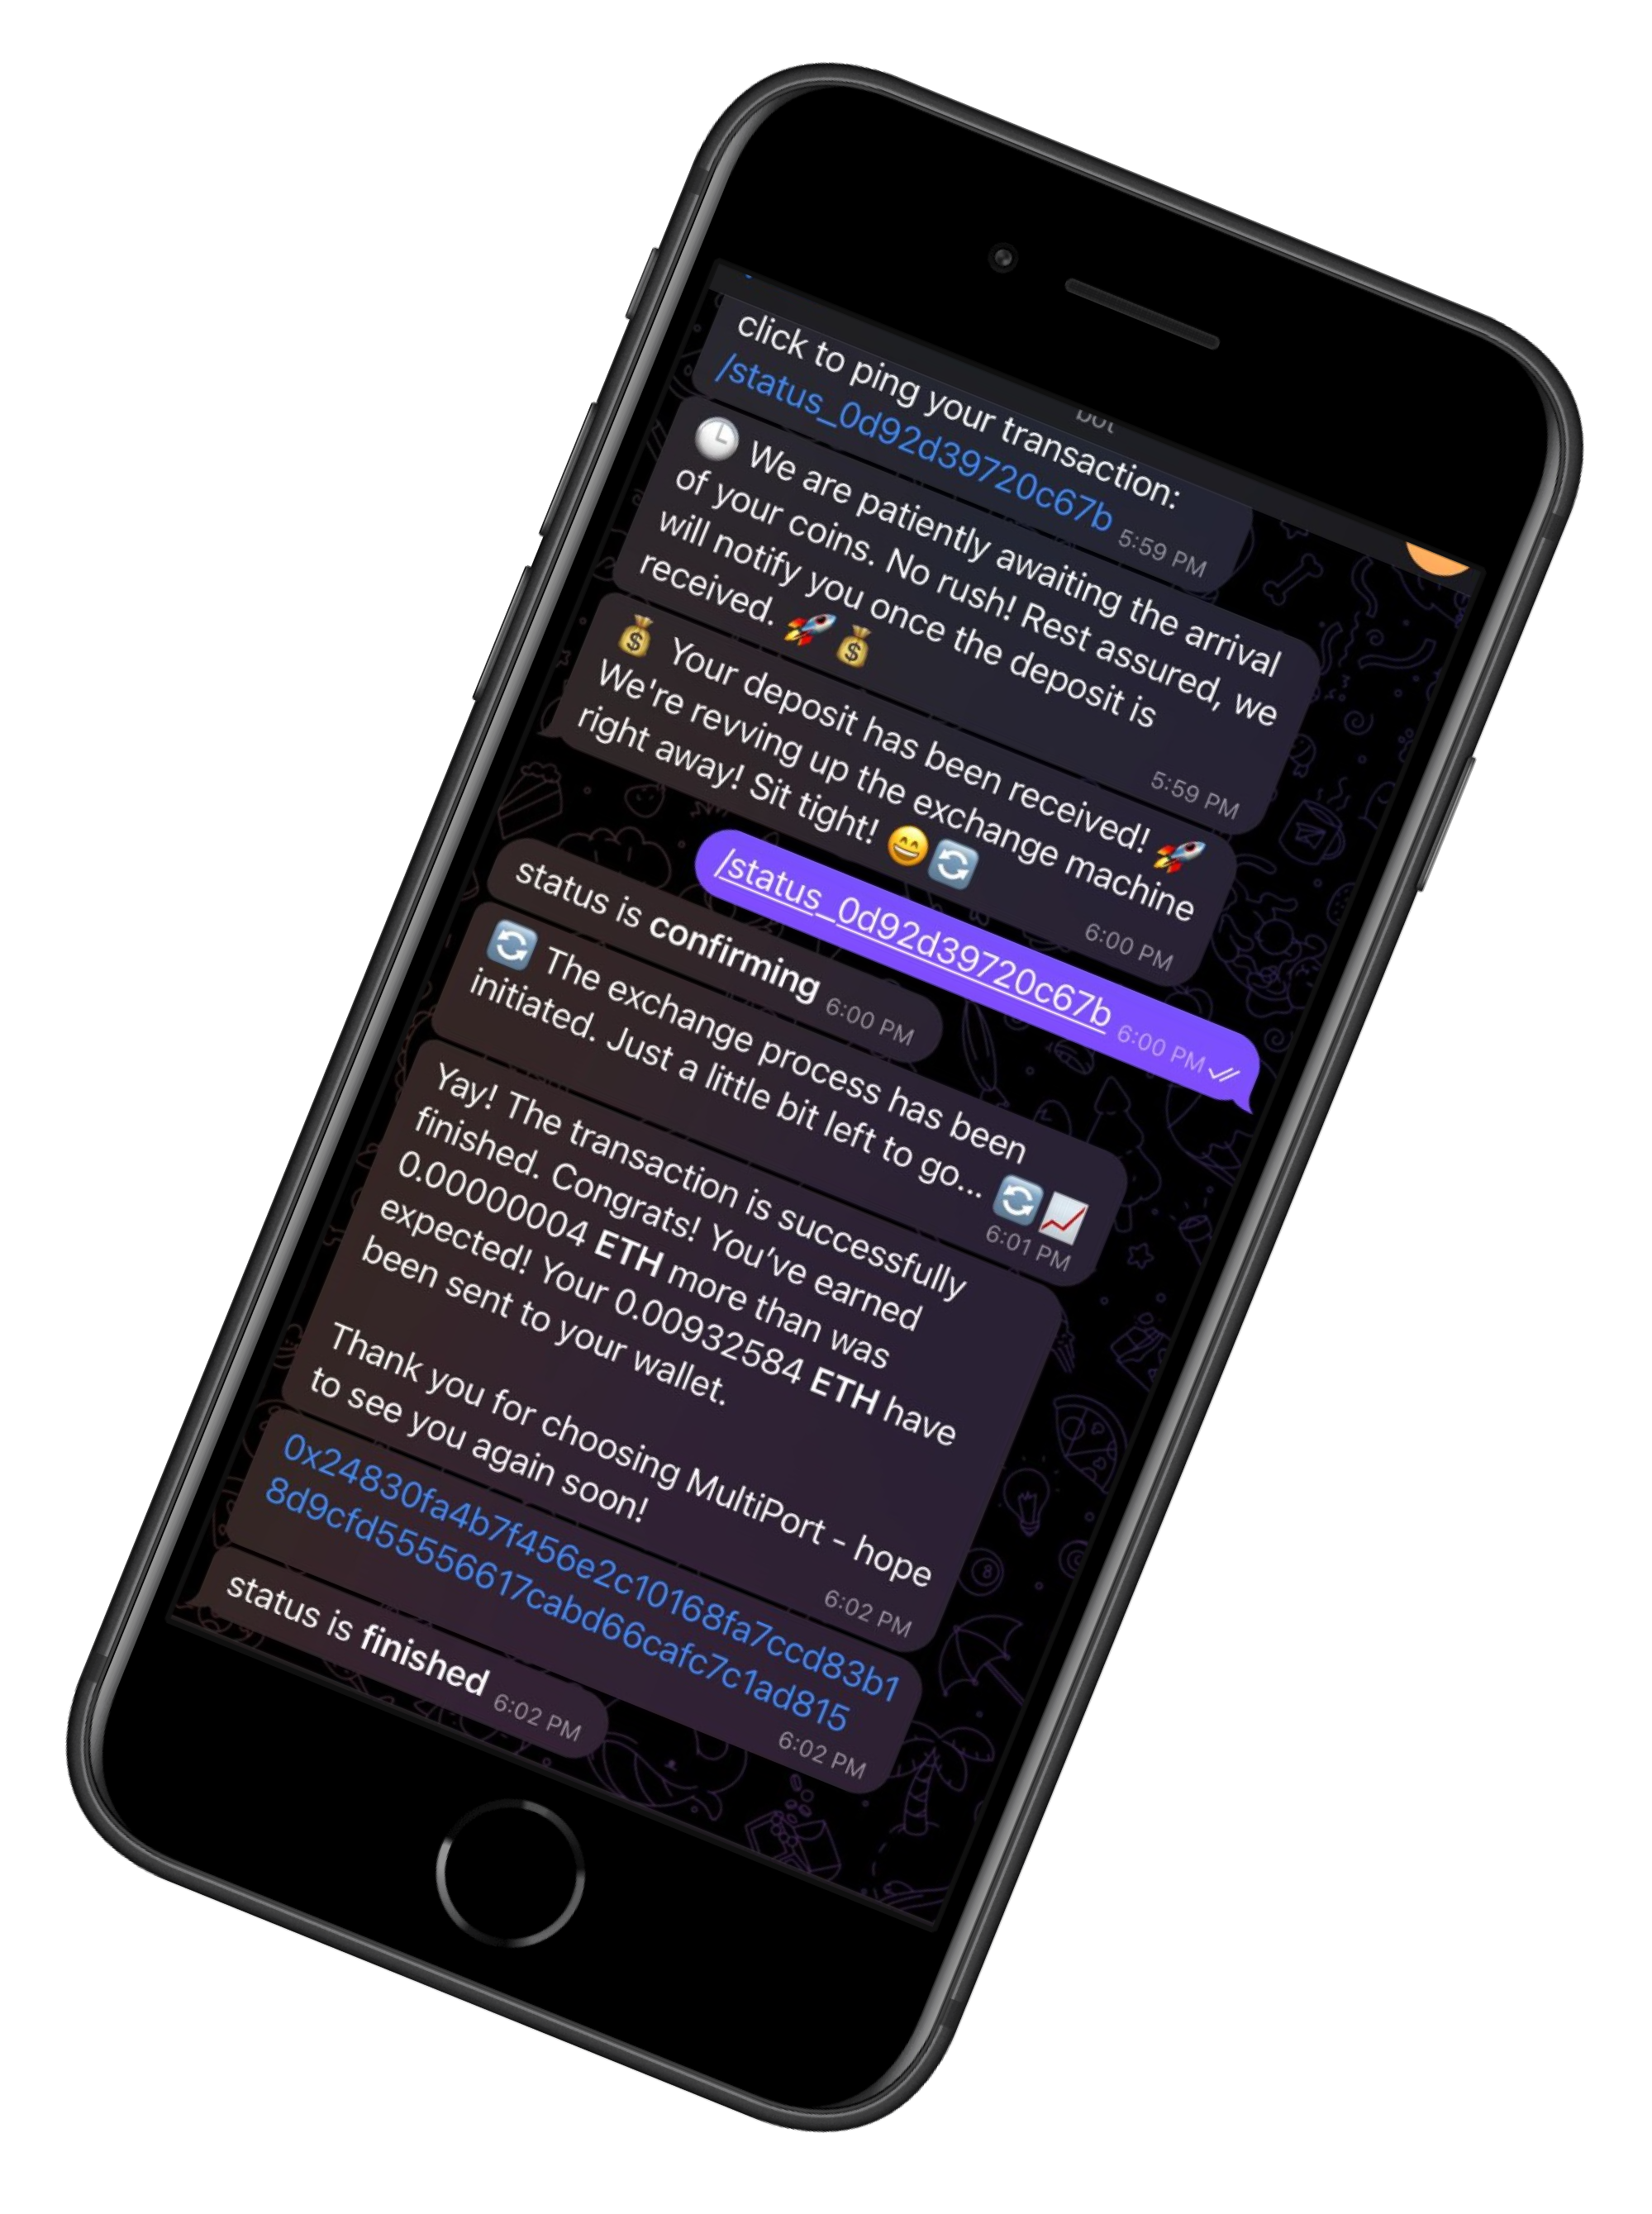 bot
click to ping your transaction:
/status_0d92d39720c67b 5:59 PM
🕒 We are patiently awaiting the arrival
of your coins. No rush! Rest assured, we
will notify you once the deposit is
received. 🚀💰
5:59 PM
💰 Your deposit has been received! 🚀
We're revving up the exchange machine
right away! Sit tight! 😄🔄
6:00 PM
/status_0d92d39720c67b 6:00 PM
status is confirming 6:00 PM
🔄 The exchange process has been
initiated. Just a little bit left to go... 🔄📈
6:01 PM
Yay! The transaction is successfully
finished. Congrats! You've earned
0.00000004 ETH more than was
expected! Your 0.00932584 ETH have
been sent to your wallet.
Thank you for choosing MultiPort - hope
to see you again soon!
6:02 PM
0x24830fa4b7f456e2c10168fa7ccd83b1
8d9cfd55556617cabd66cafc7c1ad815
6:02 PM
status is finished 6:02 PM